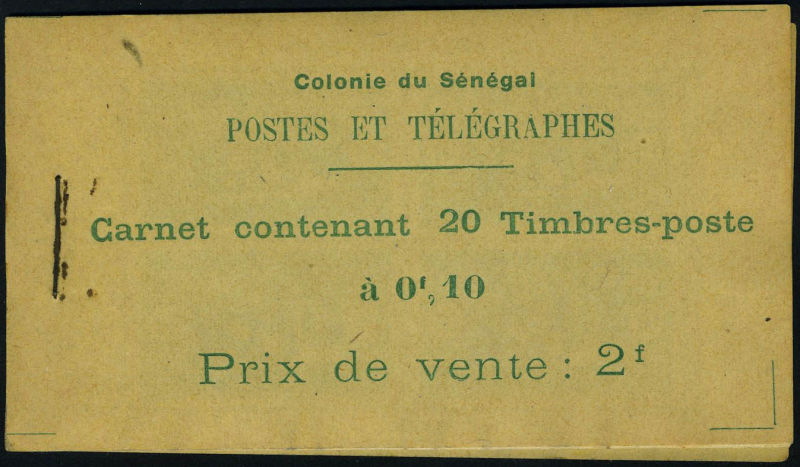 Colonie du Sénégal
POSTES ET TÉLÉGRAPHES
Carnet contenant 20 Timbres-poste
à 0f,10
Prix de vente : 2f